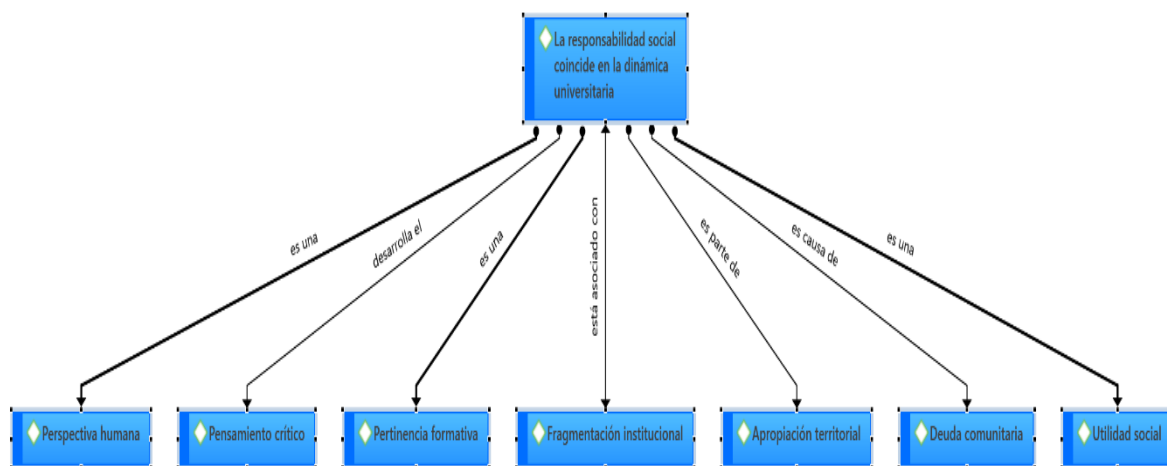 La responsabilidad social
coincide en la dinámica
universitaria
es una
desarrolla el
es una
está asociado con
es parte de
es causa de
es una
Perspectiva humana
Pensamiento crítico
Pertinencia formativa
Fragmentación institucional
Apropiación territorial
Deuda comunitaria
Utilidad social